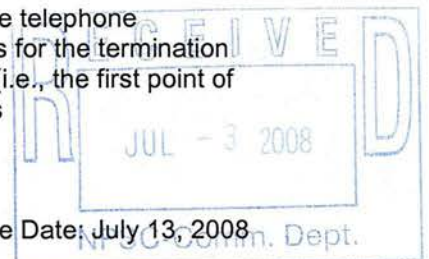 e telephone
s for the termination
i.e., the first point of
s
RECEIVED
JUL - 3 2008
e Date: July 13, 2008
NPSC-Comm. Dept.